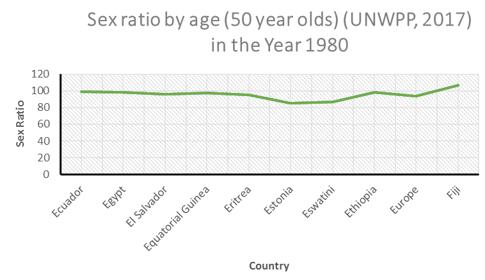 Sex ratio by age (50 year olds) (UNWPP, 2017)
in the Year 1980
120
100
80
60
40
20
0
Sex Ratio
Ecuador
Egypt
El Salvador
Equatorial Guinea
Eritrea
Estonia
Eswatini
Ethiopia
Europe
Fiji
Country